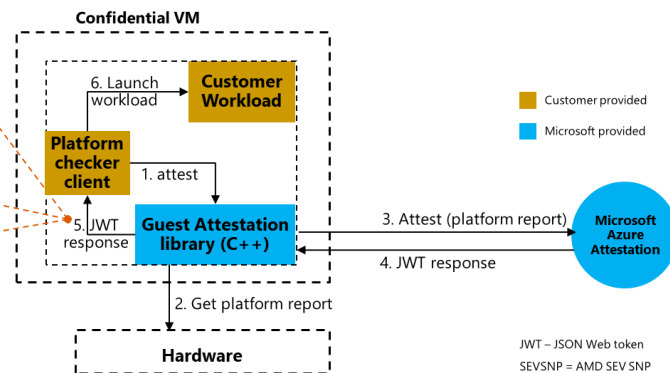 Confidential VM
6. Launch
workload
Customer
Workload
Platform
checker
client
1. attest
5. JWT
response
Guest Attestation
library (C++)
2. Get platform report
Hardware
3. Attest (platform report)
4. JWT response
Microsoft
Azure
Attestation
Customer provided
Microsoft provided
JWT – JSON Web token
SEVSNP = AMD SEV SNP